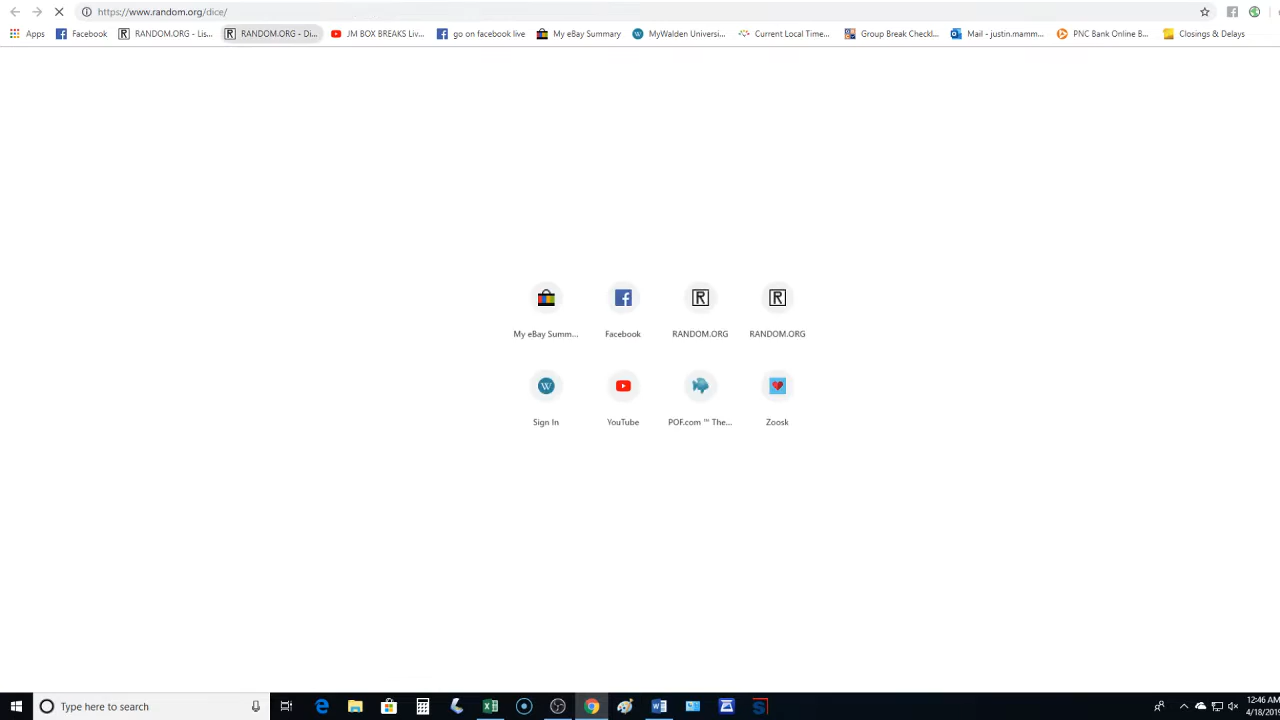 https://www.random.org/dice/
Apps Facebook RANDOM.ORG - Lis... RANDOM.ORG - Di... JM BOX BREAKS Liv... go on facebook live My eBay Summary MyWalden Universi... Current Local Time... Group Break Checkl... Mail - justin.mamm... PNC Bank Online B... Closings & Delays
My eBay Summ... Facebook RANDOM.ORG RANDOM.ORG
Sign In YouTube POF.com ™ The... Zoosk
Type here to search
12:46 AM
4/18/201